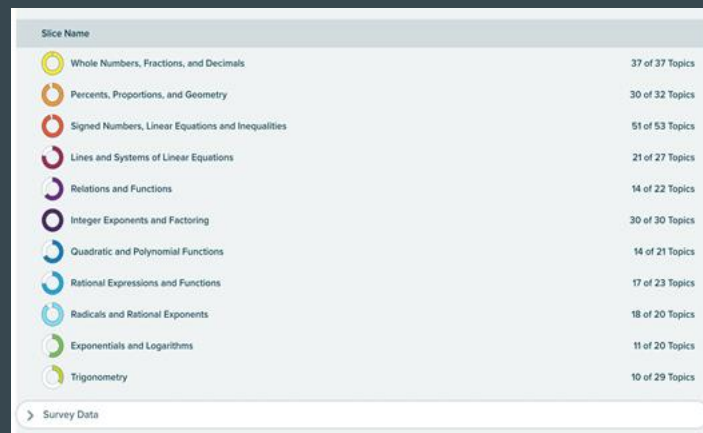 Slice Name
Whole Numbers, Fractions, and Decimals 37 of 37 Topics
Percents, Proportions, and Geometry 30 of 32 Topics
Signed Numbers, Linear Equations and Inequalities 51 of 53 Topics
Lines and Systems of Linear Equations 21 of 27 Topics
Relations and Functions 14 of 22 Topics
Integer Exponents and Factoring 30 of 30 Topics
Quadratic and Polynomial Functions 14 of 21 Topics
Rational Expressions and Functions 17 of 23 Topics
Radicals and Rational Exponents 18 of 20 Topics
Exponentials and Logarithms 11 of 20 Topics
Trigonometry 10 of 29 Topics
Survey Data